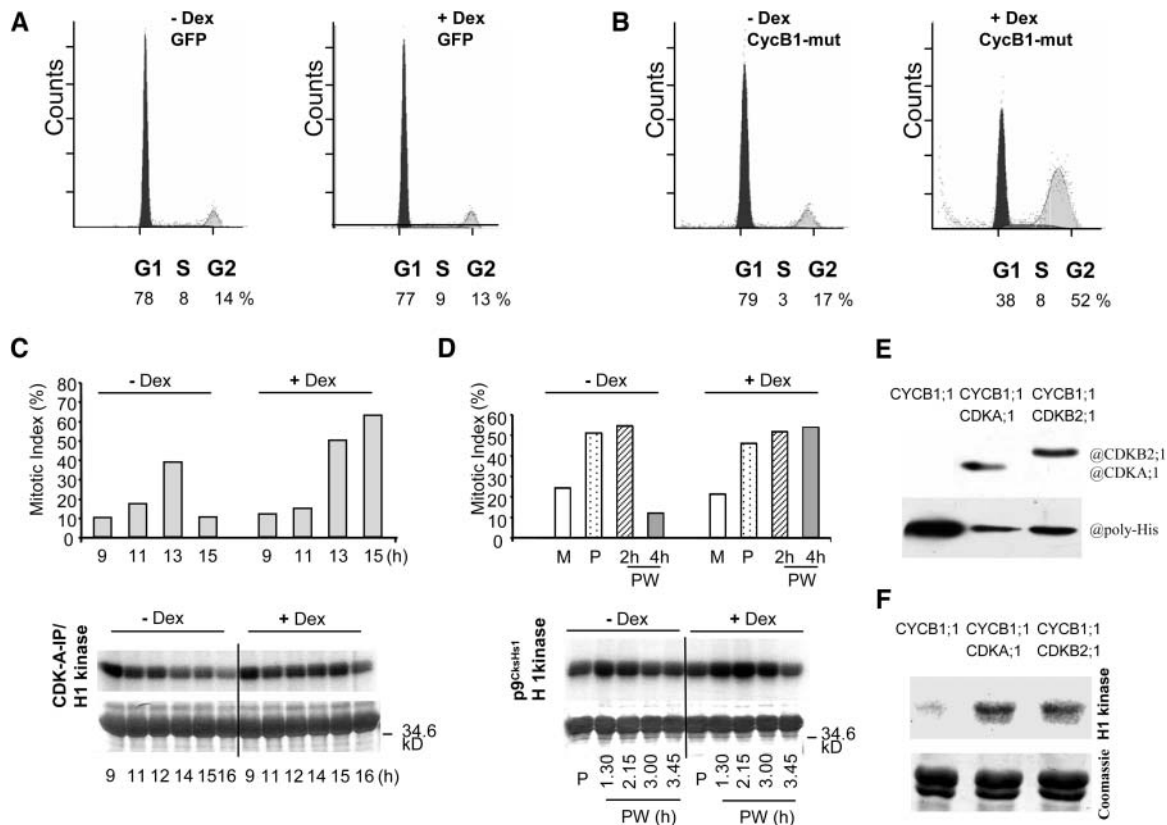 A
- Dex
GFP
Counts
G1 S G2
78 8 14 %
+ Dex
GFP
Counts
G1 S G2
77 9 13 %
B
- Dex
CycB1-mut
Counts
G1 S G2
79 3 17 %
+ Dex
CycB1-mut
Counts
G1 S G2
38 8 52 %
C
- Dex + Dex
Mitotic Index (%)
80
70
60
50
40
30
20
10
0
9 11 13 15 9 11 13 15 (h)
- Dex + Dex
CDK-A-IP/
H1 kinase
34.6
kD
9 11 12 14 15 16 9 11 12 14 15 16 (h)
D
- Dex + Dex
Mitotic Index (%)
80
70
60
50
40
30
20
10
0
M P 2h 4h M P 2h 4h
PW PW
- Dex + Dex
p9CksHs1
H 1kinase
34.6
kD
P 1.30 2.15 3.00 3.45 P 1.30 2.15 3.00 3.45
PW (h) PW (h)
E
CYCB1;1 CYCB1;1 CYCB1;1
CDKA;1 CDKB2;1
@CDKB2;1
@CDKA;1
@poly-His
F
CYCB1;1 CYCB1;1 CYCB1;1
CDKA;1 CDKB2;1
H1 kinase
Coomassie